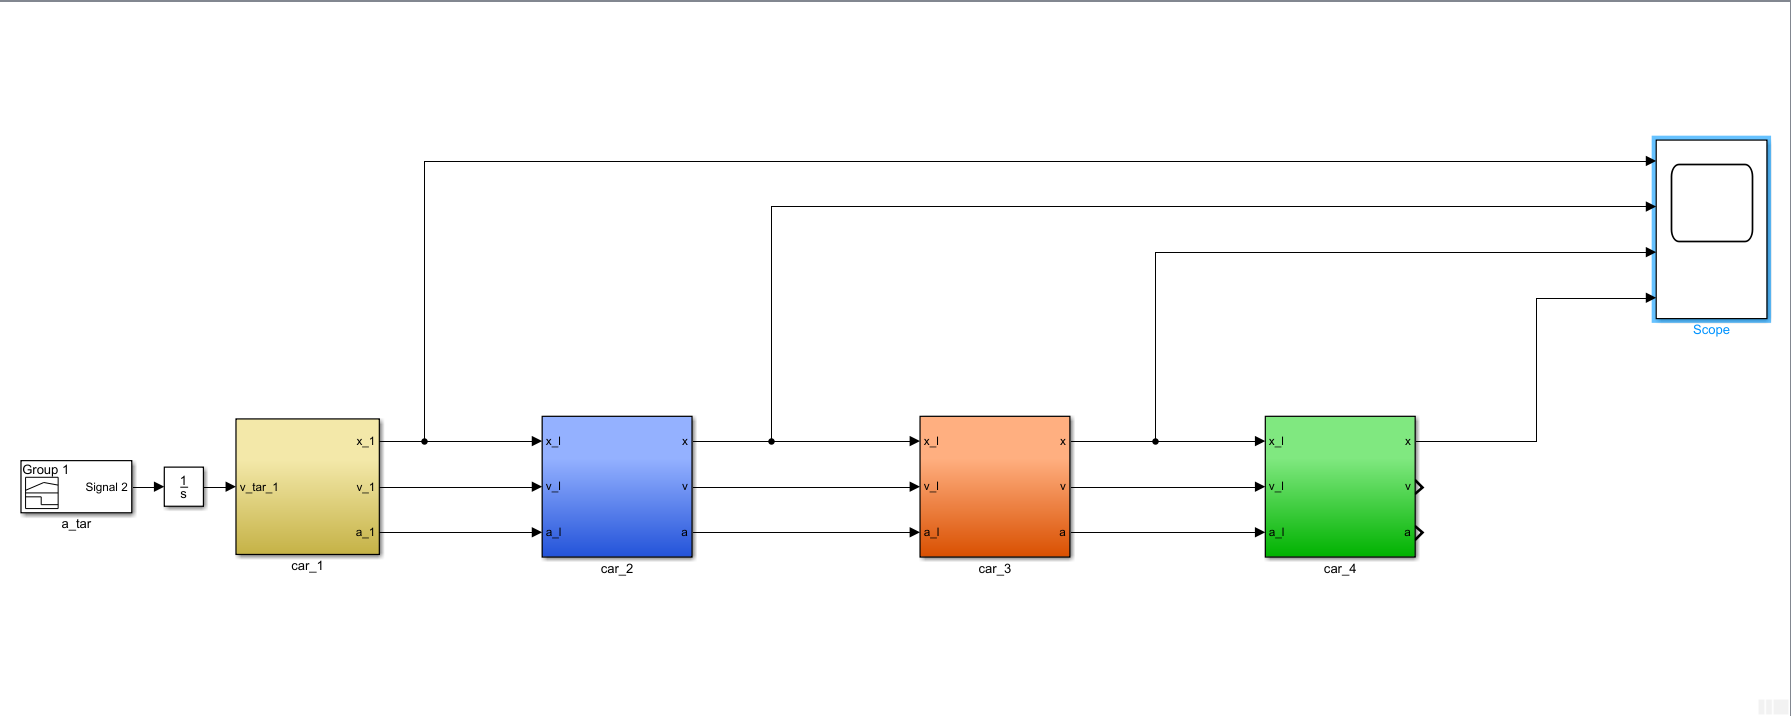 Scope
Group 1
Signal 2
a_tar
1
s
v_tar_1
x_1
v_1
a_1
car_1
x_l
v_l
a_l
x
v
a
car_2
x_l
v_l
a_l
x
v
a
car_3
x_l
v_l
a_l
x
v
a
car_4